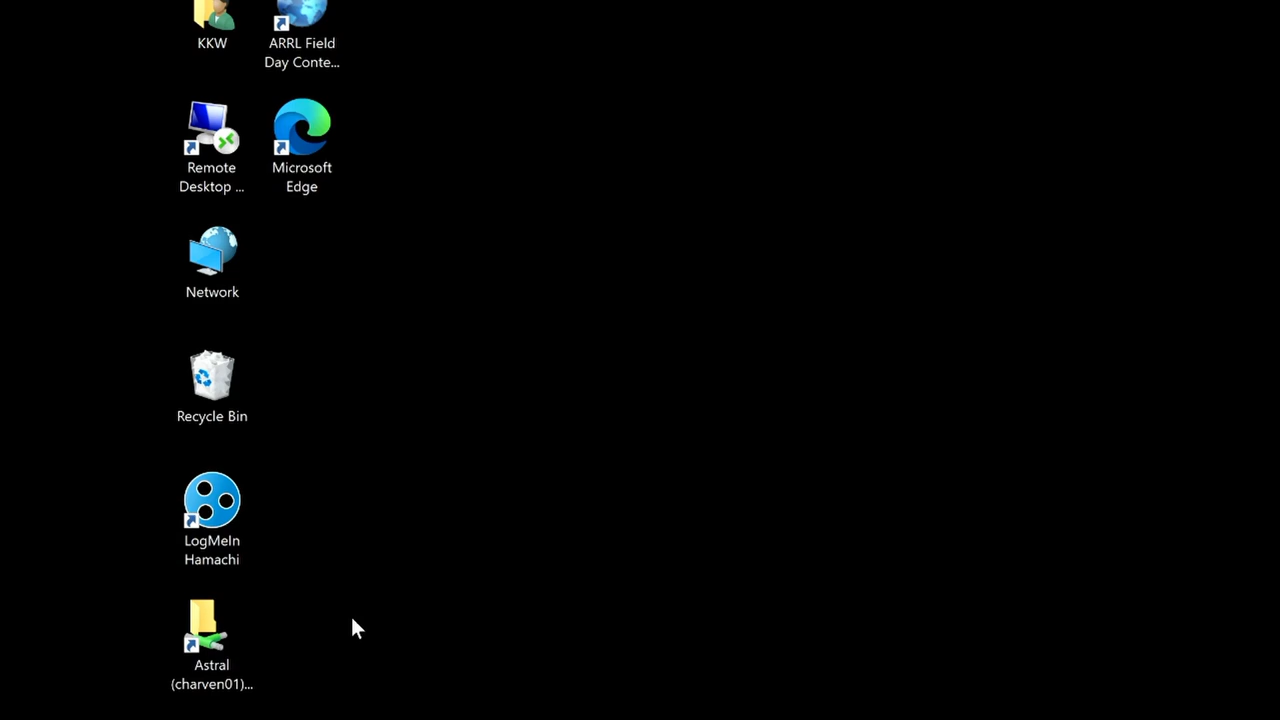 KKW
ARRL Field
Day Conte...
Remote
Desktop ...
Microsoft
Edge
Network
Recycle Bin
LogMeIn
Hamachi
Astral
(charven01)...